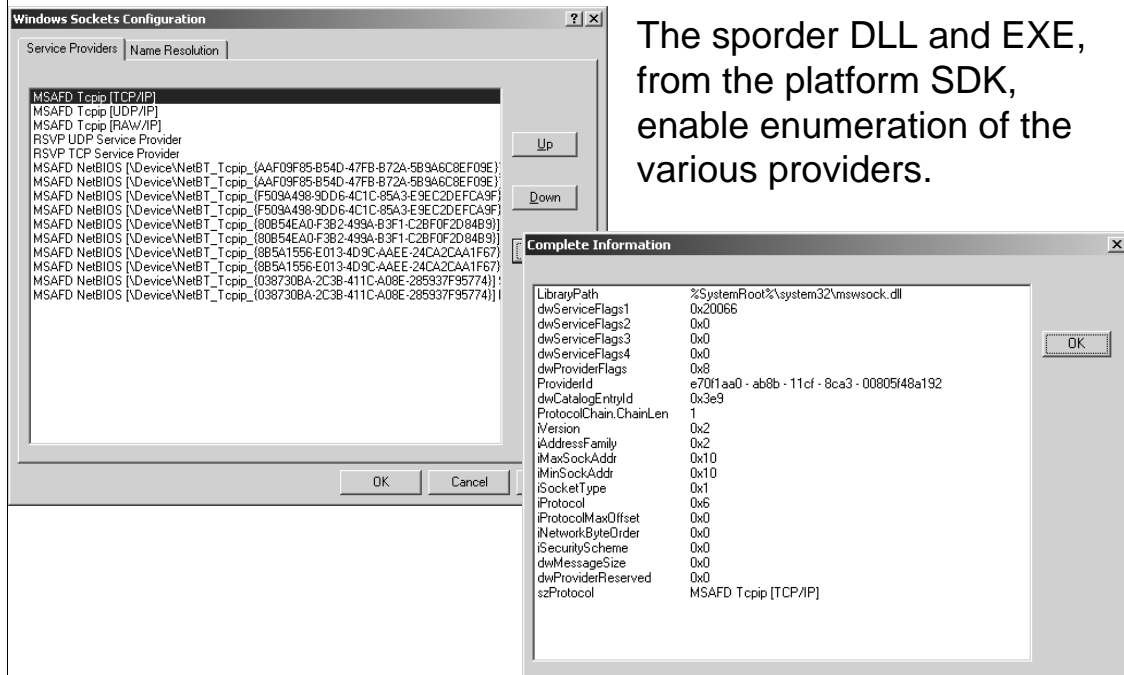 Windows Sockets Configuration
Service Providers
Name Resolution
MSAFD Tcpip [TCP/IP]
MSAFD Tcpip [UDP/IP]
MSAFD Tcpip [RAW/IP]
RSVP UDP Service Provider
RSVP TCP Service Provider
MSAFD NetBIOS [\Device\NetBT_Tcpip_{AAF09F85-B54D-47FB-B72A-5B9A6C8EF09E}]
MSAFD NetBIOS [\Device\NetBT_Tcpip_{AAF09F85-B54D-47FB-B72A-5B9A6C8EF09E}]
MSAFD NetBIOS [\Device\NetBT_Tcpip_{F509A498-9DD6-4C1C-85A3-E9EC2DEFCA9F}
MSAFD NetBIOS [\Device\NetBT_Tcpip_{F509A498-9DD6-4C1C-85A3-E9EC2DEFCA9F}
MSAFD NetBIOS [\Device\NetBT_Tcpip_{80B54EA0-F3B2-499A-B3F1-C2BF0F2D84B9}]
MSAFD NetBIOS [\Device\NetBT_Tcpip_{80B54EA0-F3B2-499A-B3F1-C2BF0F2D84B9}]
MSAFD NetBIOS [\Device\NetBT_Tcpip_{8B5A1556-E013-4D9C-AAEE-24CA2CAA1F67}
MSAFD NetBIOS [\Device\NetBT_Tcpip_{8B5A1556-E013-4D9C-AAEE-24CA2CAA1F67}
MSAFD NetBIOS [\Device\NetBT_Tcpip_{038730BA-2C3B-411C-A08E-285937F95774}]
MSAFD NetBIOS [\Device\NetBT_Tcpip_{038730BA-2C3B-411C-A08E-285937F95774}]
Up
Down
OK
Cancel
The sporder DLL and EXE,
from the platform SDK,
enable enumeration of the
various providers.
Complete Information
LibraryPath %SystemRoot%\system32\mswsock.dll
dwServiceFlags1 0x20066
dwServiceFlags2 0x0
dwServiceFlags3 0x0
dwServiceFlags4 0x0
dwProviderFlags 0x8
ProviderId e70f1aa0 - ab8b - 11cf - 8ca3 - 00805f48a192
dwCatalogEntryId 0x3e9
ProtocolChain.ChainLen 1
iVersion 0x2
iAddressFamily 0x2
iMaxSockAddr 0x10
iMinSockAddr 0x10
iSocketType 0x1
iProtocol 0x6
iProtocolMaxOffset 0x0
iNetworkByteOrder 0x0
iSecurityScheme 0x0
dwMessageSize 0x0
dwProviderReserved 0x0
szProtocol MSAFD Tcpip [TCP/IP]
OK